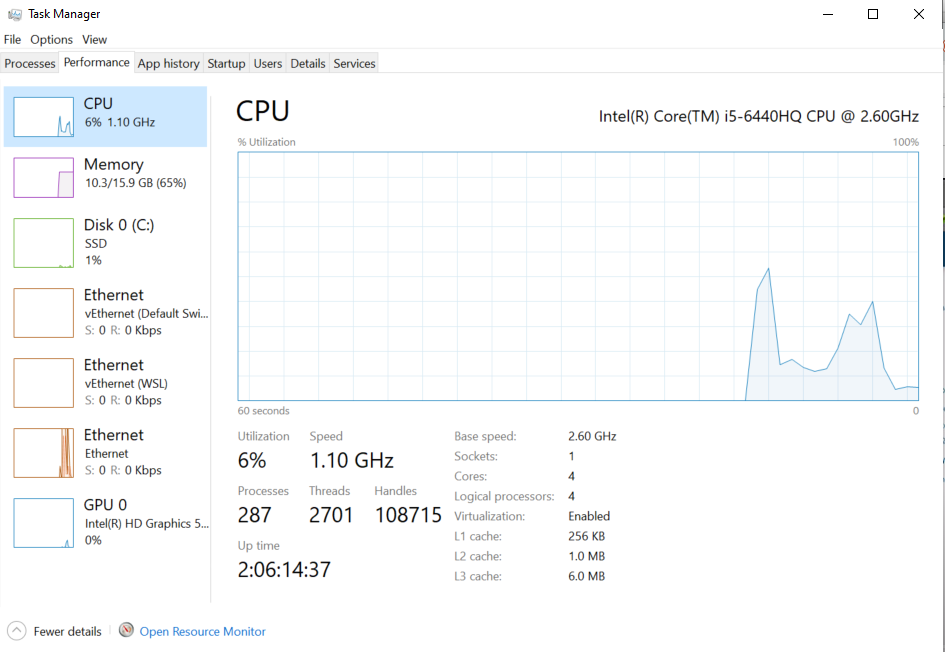 Task Manager
File Options View
Processes Performance App history Startup Users Details Services
CPU
6% 1.10 GHz
Memory
10.3/15.9 GB (65%)
Disk 0 (C:)
SSD
1%
Ethernet
vEthernet (Default Swi...
S: 0 R: 0 Kbps
Ethernet
vEthernet (WSL)
S: 0 R: 0 Kbps
Ethernet
Ethernet
S: 0 R: 0 Kbps
GPU 0
Intel(R) HD Graphics 5...
0%
CPU
Intel(R) Core(TM) i5-6440HQ CPU @ 2.60GHz
% Utilization 100%
60 seconds 0
Utilization Speed
6% 1.10 GHz
Processes Threads Handles
287 2701 108715
Up time
2:06:14:37
Base speed: 2.60 GHz
Sockets: 1
Cores: 4
Logical processors: 4
Virtualization: Enabled
L1 cache: 256 KB
L2 cache: 1.0 MB
L3 cache: 6.0 MB
Fewer details Open Resource Monitor